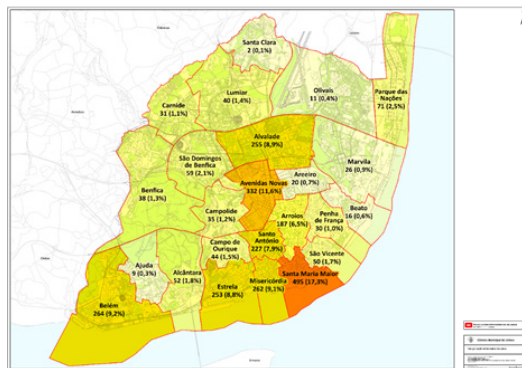 Santa Clara
2 (0,1%)
Lumiar
40 (1,4%)
Olivais
11 (0,4%)
Parque das
Nações
71 (2,5%)
Carnide
31 (1,1%)
Alvalade
255 (8,9%)
São Domingos
de Benfica
59 (2,1%)
Marvila
26 (0,9%)
Benfica
38 (1,3%)
Avenidas Novas
332 (11,6%)
Areeiro
20 (0,7%)
Campolide
35 (1,2%)
Arroios
187 (6,5%)
Penha
de França
30 (1,0%)
Beato
16 (0,6%)
Campo de
Ourique
44 (1,5%)
Santo
António
227 (7,9%)
São Vicente
50 (1,7%)
Ajuda
9 (0,3%)
Alcântara
52 (1,8%)
Estrela
253 (8,8%)
Misericórdia
262 (9,1%)
Santa Maria Maior
495 (17,3%)
Belém
264 (9,2%)